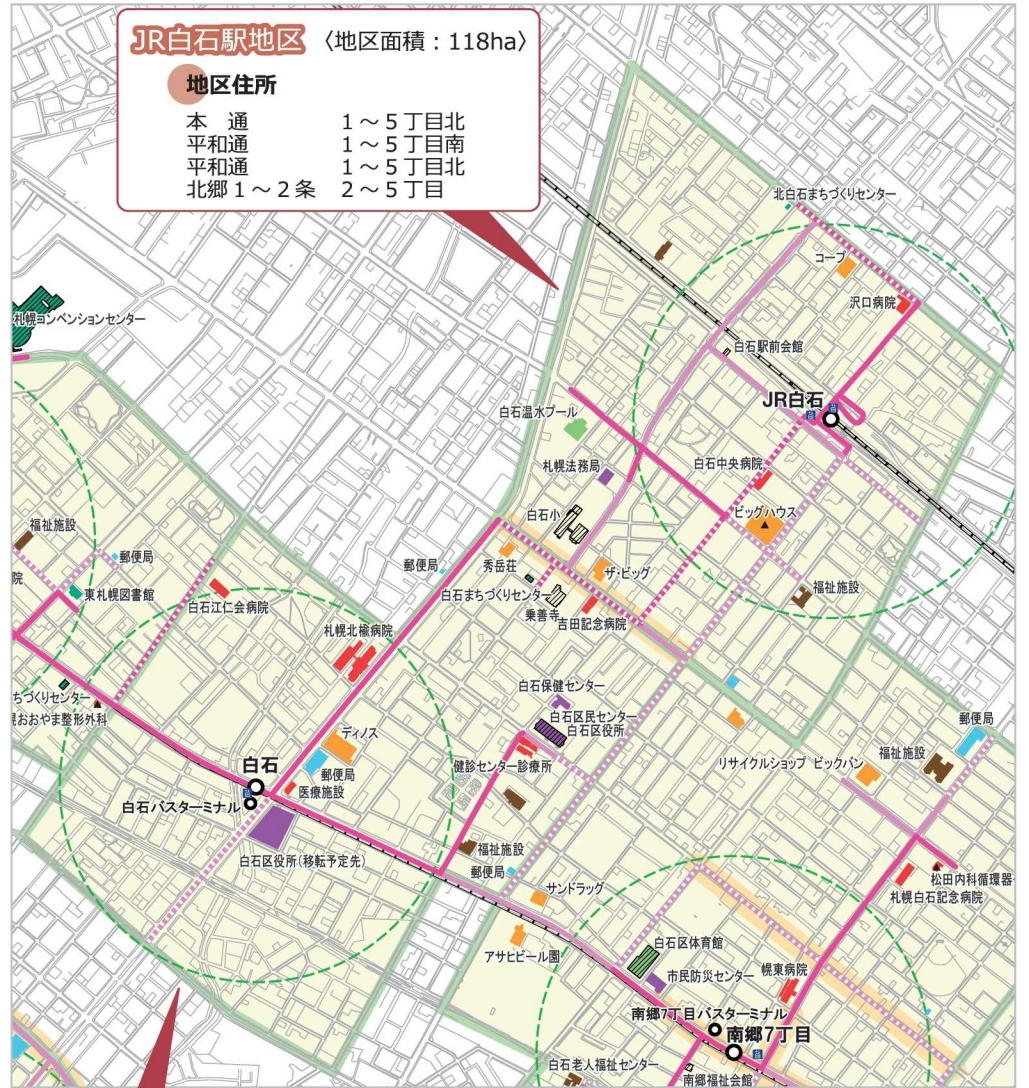 JR白石駅地区 〈地区面積：118ha〉
地区住所
本　通　1～5丁目北
平和通　1～5丁目南
平和通　1～5丁目北
北郷1～2条　2～5丁目
北白石まちづくりセンター
コープ
沢口病院
札幌コンベンションセンター
白石駅前会館
JR白石
白石温水プール
白石中央病院
札幌法務局
ビッグハウス
白石小
福祉施設
郵便局
郵便局
秀岳荘
ザ・ビッグ
院
東札幌図書館
白石江仁会病院
白石まちづくりセンター
乗善寺
吉田記念病院
福祉施設
札幌北楡病院
白石保健センター
ちづくりセンター
白石区民センター
白石区役所
郵便局
幌おおやま整形外科
ディノス
健診センター診療所
リサイクルショップ ビックバン
福祉施設
白石
郵便局
医療施設
白石バスターミナル
白石区役所(移転予定先)
福祉施設
郵便局
松田内科循環器
札幌白石記念病院
サンドラッグ
アサヒビール園
白石区体育館
市民防災センター
幌東病院
南郷7丁目バスターミナル
南郷7丁目
白石老人福祉センター
南郷福祉会館